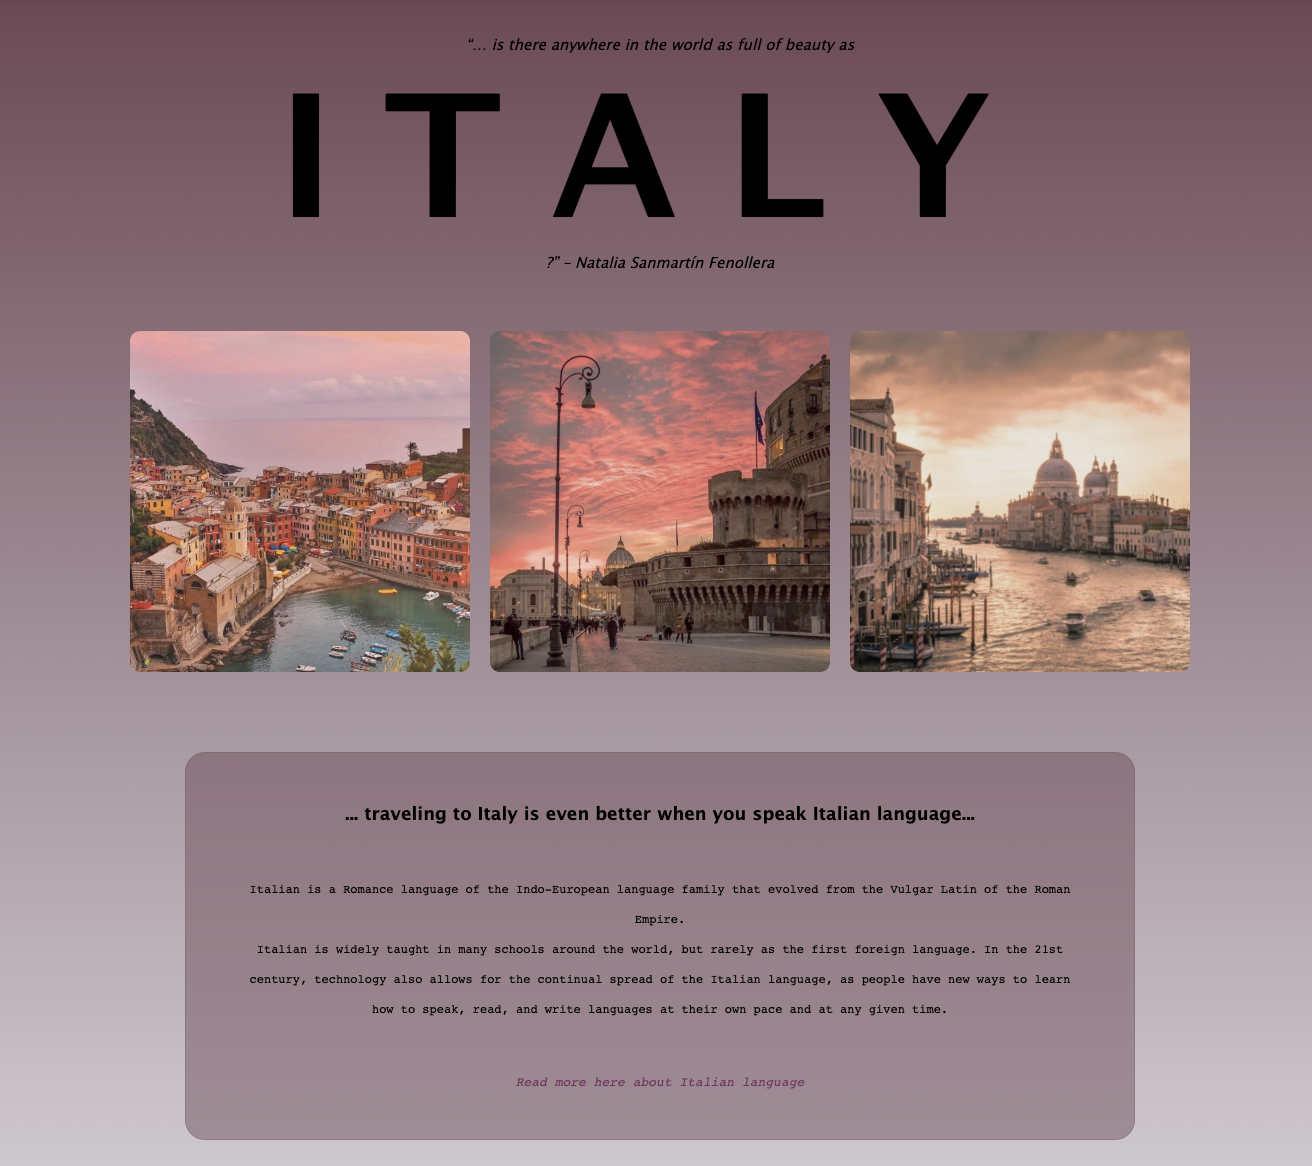 “… is there anywhere in the world as full of beauty as
ITALY
?” – Natalia Sanmartín Fenollera
... traveling to Italy is even better when you speak Italian language...
Italian is a Romance language of the Indo-European language family that evolved from the Vulgar Latin of the Roman
Empire.
Italian is widely taught in many schools around the world, but rarely as the first foreign language. In the 21st
century, technology also allows for the continual spread of the Italian language, as people have new ways to learn
how to speak, read, and write languages at their own pace and at any given time.
Read more here about Italian language